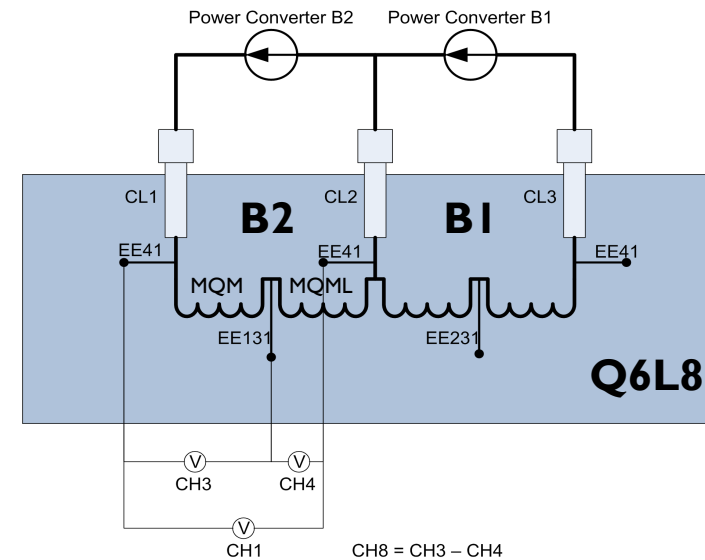 Power Converter B2
Power Converter B1
CL1
B2
CL2
B1
CL3
EE41
EE41
EE41
MQM
MQML
EE131
EE231
Q6L8
V
V
CH3
CH4
V
CH1
CH8 = CH3 – CH4